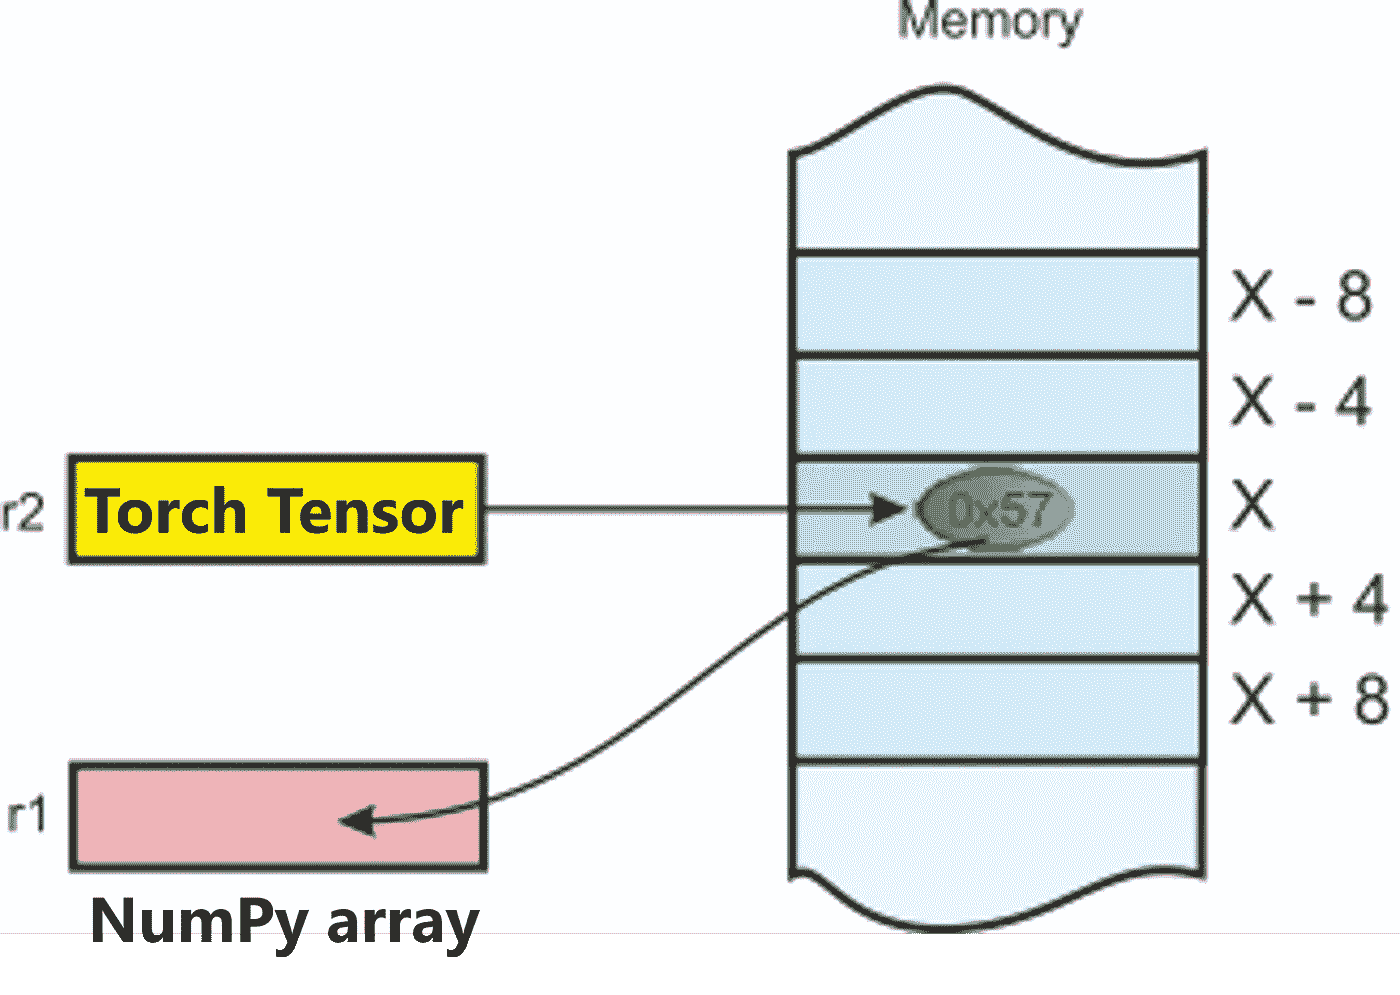 Memory
X - 8
X - 4
r2
Torch Tensor
0x57
X
X + 4
X + 8
r1
NumPy array